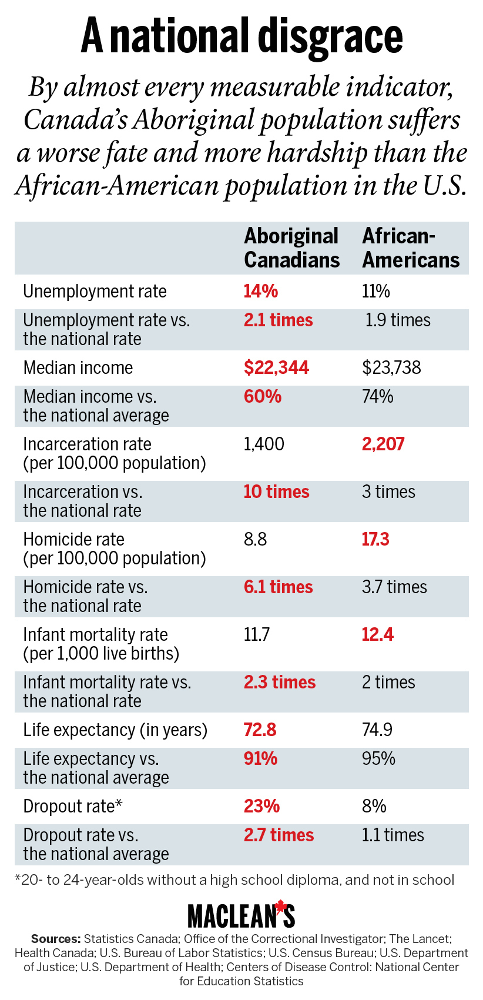 A national disgrace
By almost every measurable indicator,
Canada's Aboriginal population suffers
a worse fate and more hardship than the
African-American population in the U.S.
Aboriginal Canadians African-Americans
Unemployment rate 14% 11%
Unemployment rate vs.
the national rate 2.1 times 1.9 times
Median income $22,344 $23,738
Median income vs.
the national average 60% 74%
Incarceration rate
(per 100,000 population) 1,400 2,207
Incarceration vs.
the national rate 10 times 3 times
Homicide rate
(per 100,000 population) 8.8 17.3
Homicide rate vs.
the national rate 6.1 times 3.7 times
Infant mortality rate
(per 1,000 live births) 11.7 12.4
Infant mortality rate vs.
the national rate 2.3 times 2 times
Life expectancy (in years) 72.8 74.9
Life expectancy vs.
the national average 91% 95%
Dropout rate* 23% 8%
Dropout rate vs.
the national average 2.7 times 1.1 times
*20- to 24-year-olds without a high school diploma, and not in school
MACLEAN'S
Sources: Statistics Canada; Office of the Correctional Investigator; The Lancet;
Health Canada; U.S. Bureau of Labor Statistics; U.S. Census Bureau; U.S. Department
of Justice; U.S. Department of Health; Centers of Disease Control: National Center
for Education Statistics